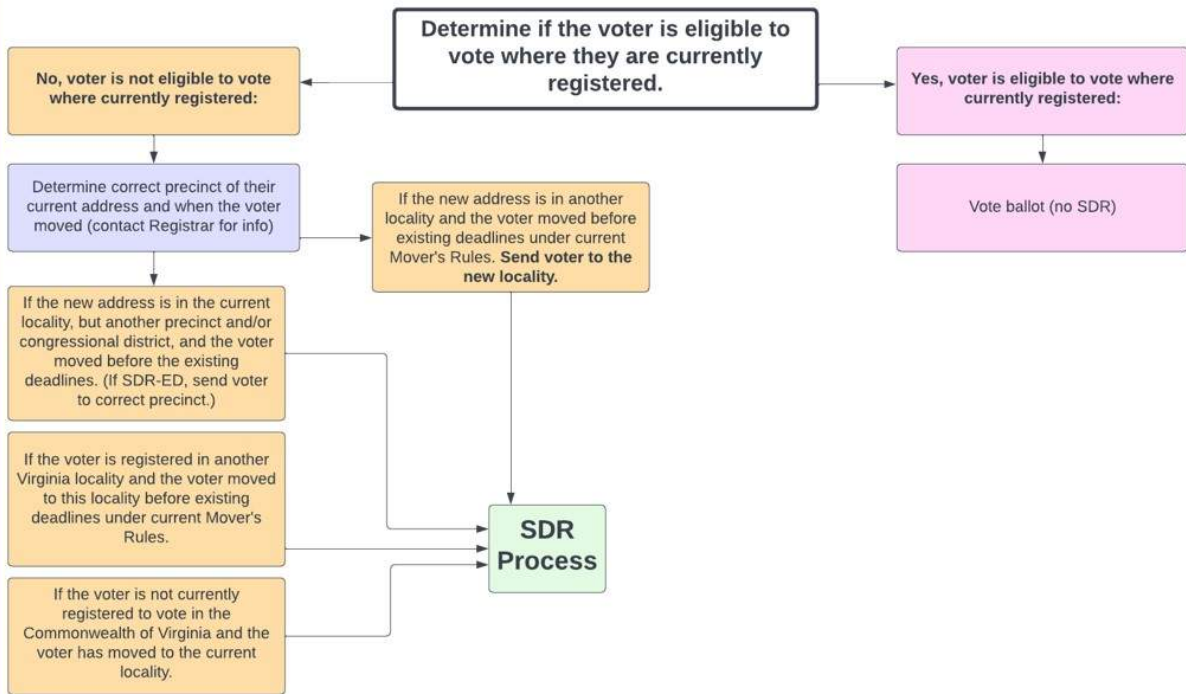 Determine if the voter is eligible to
vote where they are currently
registered.
No, voter is not eligible to vote
where currently registered:
Yes, voter is eligible to vote where
currently registered:
Determine correct precinct of their
current address and when the voter
moved (contact Registrar for info)
If the new address is in another
locality and the voter moved before
existing deadlines under current
Mover's Rules. Send voter to the
new locality.
Vote ballot (no SDR)
If the new address is in the current
locality, but another precinct and/or
congressional district, and the voter
moved before the existing
deadlines. (If SDR-ED, send voter
to correct precinct.)
If the voter is registered in another
Virginia locality and the voter moved
to this locality before existing
deadlines under current Mover's
Rules.
SDR
Process
If the voter is not currently
registered to vote in the
Commonwealth of Virginia and the
voter has moved to the current
locality.